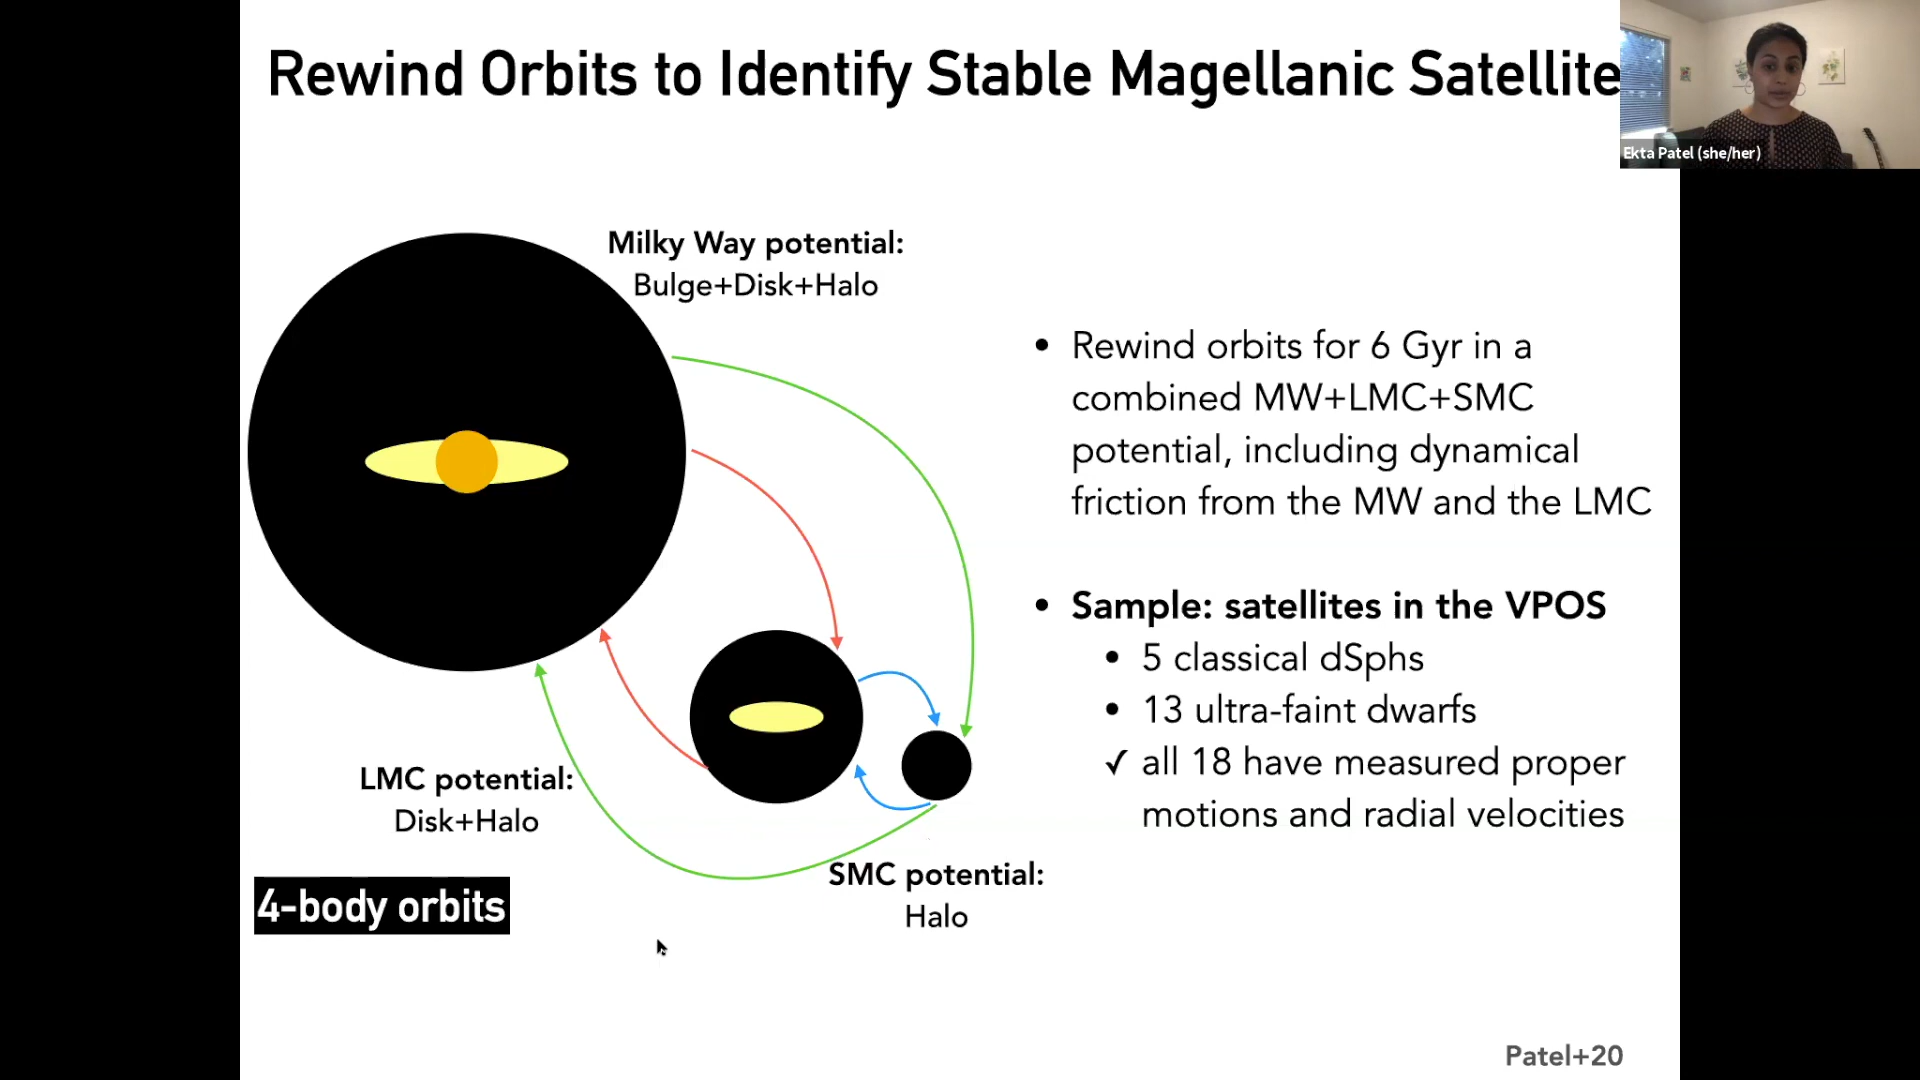 Rewind Orbits to Identify Stable Magellanic Satellite
Ekta Patel (she/her)
Milky Way potential:
Bulge+Disk+Halo
• Rewind orbits for 6 Gyr in a
combined MW+LMC+SMC
potential, including dynamical
friction from the MW and the LMC
• Sample: satellites in the VPOS
• 5 classical dSphs
• 13 ultra-faint dwarfs
✓ all 18 have measured proper
motions and radial velocities
LMC potential:
Disk+Halo
SMC potential:
Halo
4-body orbits
Patel+20